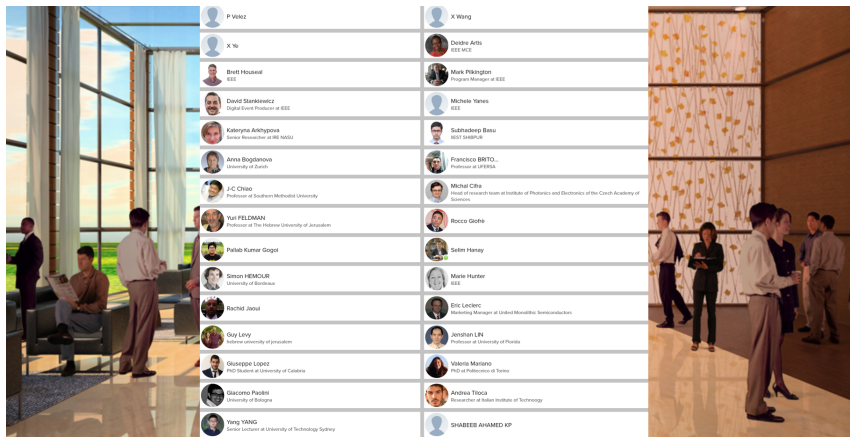 P Velez
X Wang
X Ye
Deidre Artis
IEEE MCE
Brett Houseal
IEEE
Mark Pilkington
Program Manager at IEEE
David Stankiewicz
Digital Event Producer at IEEE
Michele Yanes
IEEE
Kateryna Arkhypova
Senior Researcher at IRE NASU
Subhadeep Basu
IIEST SHIBPUR
Anna Bogdanova
University of Zurich
Francisco BRITO...
Professor at UFERSA
J-C Chiao
Professor at Southern Methodist University
Michal Cifra
Head of research team at Institute of Photonics and Electronics of the Czech Academy of
Sciences
Yuri FELDMAN
Professor at The Hebrew University of Jerusalem
Rocco Giofrè
Pallab Kumar Gogoi
Selim Hanay
Simon HEMOUR
University of Bordeaux
Marie Hunter
IEEE
Rachid Jaoui
Eric Leclerc
Marketing Manager at United Monolithic Semiconductors
Guy Levy
hebrew university of jerusalem
Jenshan LIN
Professor at University of Florida
Giuseppe Lopez
PhD Student at University of Calabria
Valeria Mariano
PhD at Politecnico di Torino
Giacomo Paolini
University of Bologna
Andrea Titoca
Researcher at Italian Institute of Technology
Yang YANG
Senior Lecturer at University of Technology Sydney
SHABEEB AHAMED KP